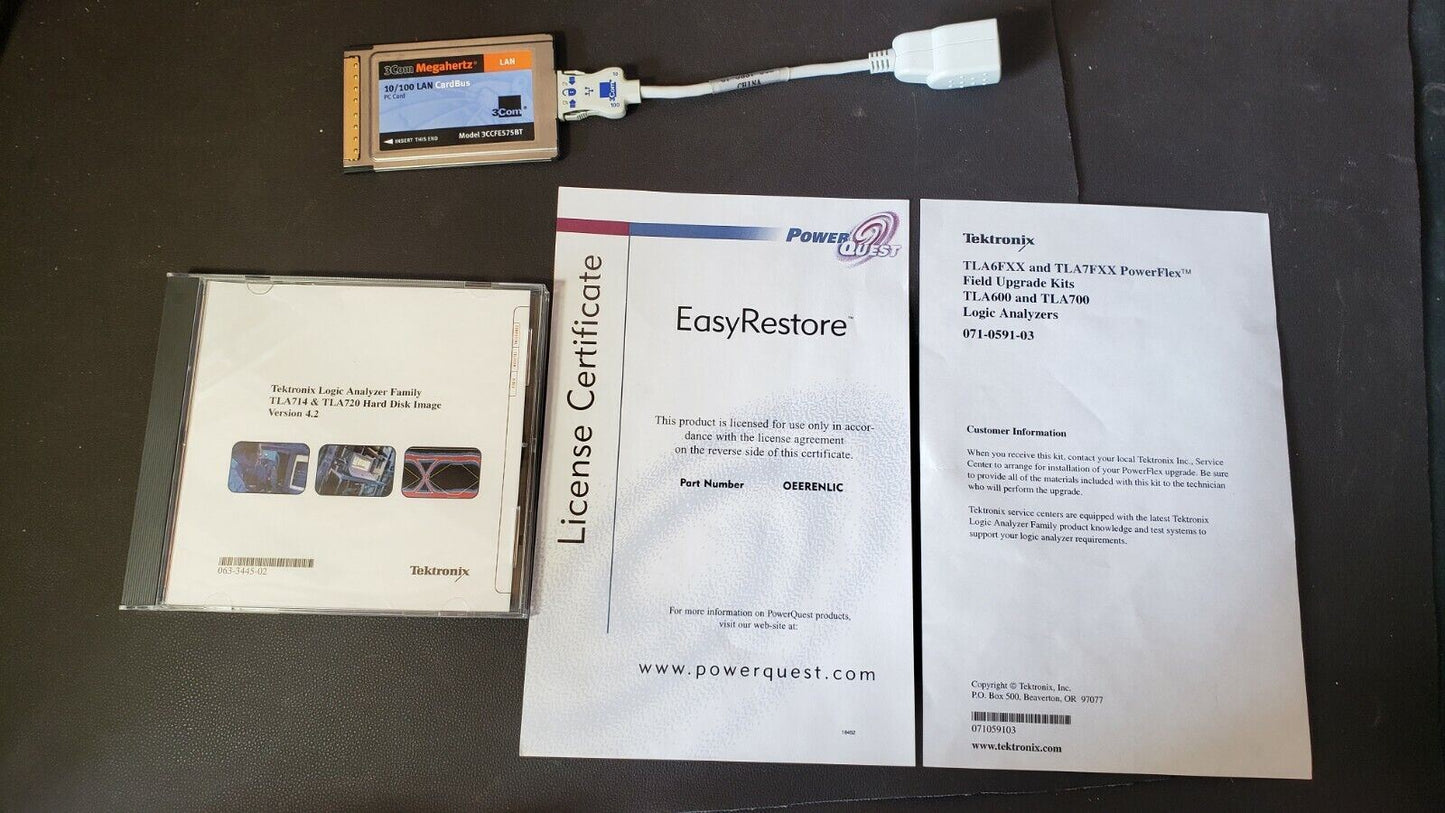 3Com Megahertz® LAN
10/100 LAN CardBus
PC Card
3Com®
INSERT THIS END
Model 3CCFE575BT
3Com
10
100
CHINA
Tektronix Logic Analyzer Family
TLA714 & TLA720 Hard Disk Image
Version 4.2
063-3445-02
Tektronix
License Certificate
POWERQUEST
EasyRestore™
This product is licensed for use only in accor-
dance with the license agreement
on the reverse side of this certificate.
Part Number OEERENLIC
For more information on PowerQuest products,
visit our web-site at:
www.powerquest.com
Tektronix
TLA6FXX and TLA7FXX PowerFlex™
Field Upgrade Kits
TLA600 and TLA700
Logic Analyzers
071-0591-03
Customer Information
When you receive this kit, contact your local Tektronix Inc., Service
Center to arrange for installation of your PowerFlex upgrade. Be sure
to provide all of the materials included with this kit to the technician
who will perform the upgrade.
Tektronix service centers are equipped with the latest Tektronix
Logic Analyzer Family product knowledge and test systems to
support your logic analyzer requirements.
Copyright © Tektronix, Inc.
P.O. Box 500, Beaverton, OR 97077
071059103
www.tektronix.com